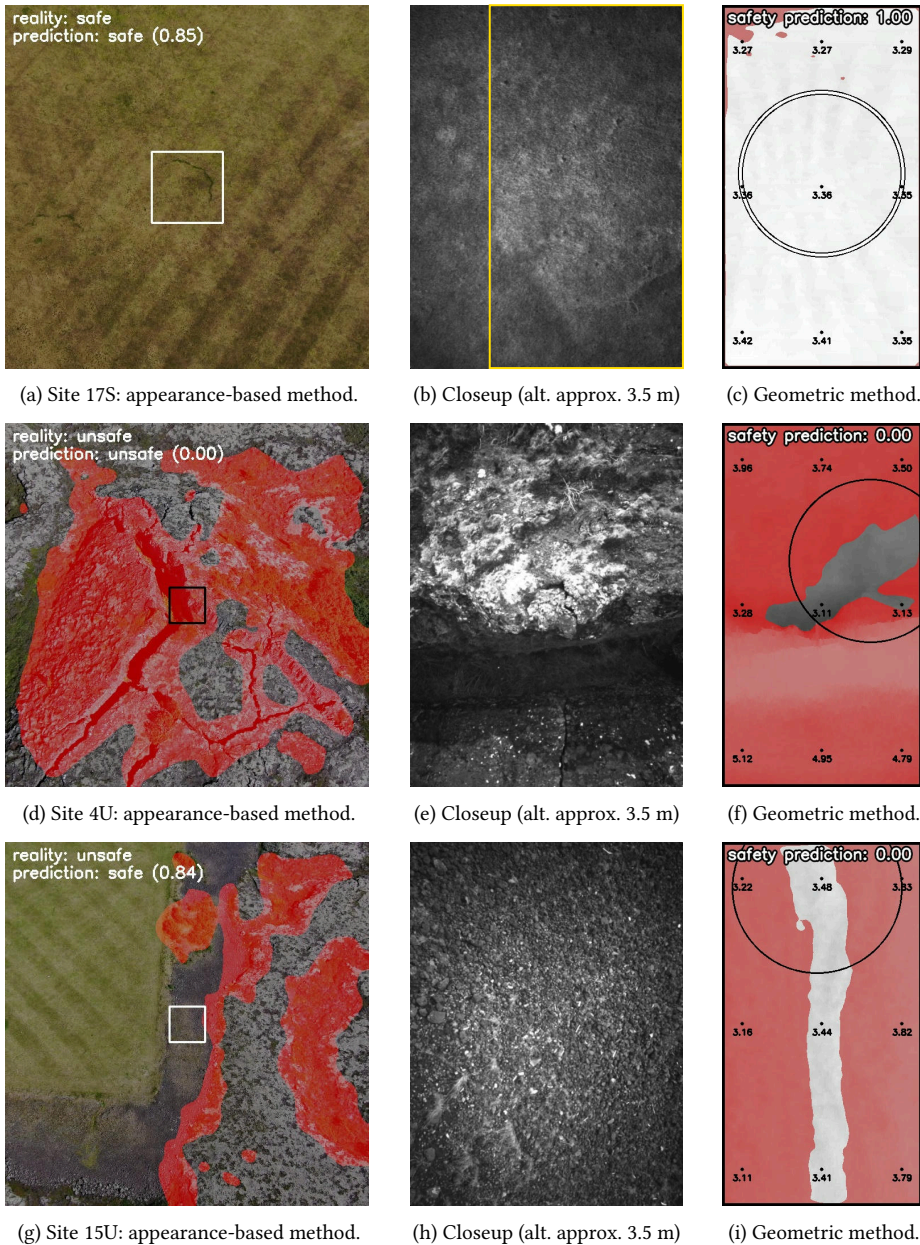 reality: safe
prediction: safe (0.85)
safety prediction: 1.00
3.27 3.27 3.29
3.36 3.36 3.35
3.42 3.41 3.35
(a) Site 17S: appearance-based method.
(b) Closeup (alt. approx. 3.5 m)
(c) Geometric method.
reality: unsafe
prediction: unsafe (0.00)
safety prediction: 0.00
3.96 3.74 3.50
3.28 3.11 3.13
5.12 4.95 4.79
(d) Site 4U: appearance-based method.
(e) Closeup (alt. approx. 3.5 m)
(f) Geometric method.
reality: unsafe
prediction: safe (0.84)
safety prediction: 0.00
3.22 3.48
3.16 3.44 3.82
3.11 3.41 3.79
(g) Site 15U: appearance-based method.
(h) Closeup (alt. approx. 3.5 m)
(i) Geometric method.